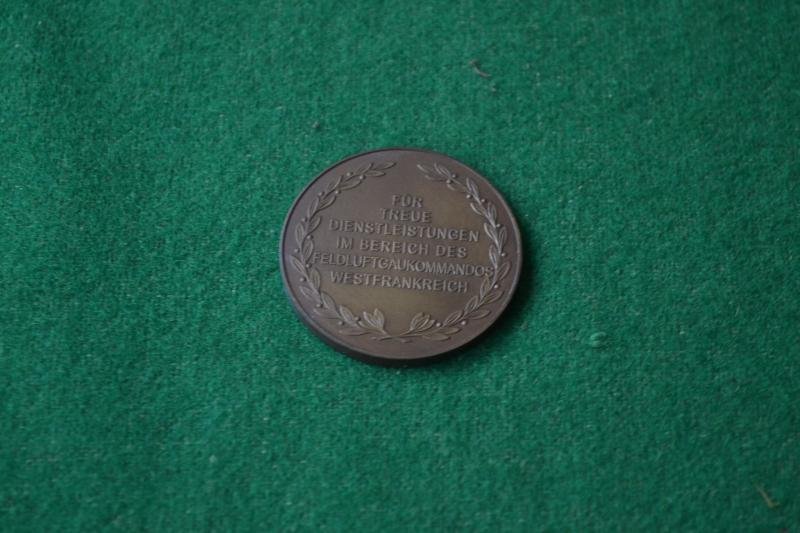 FÜR
TREUE
DIENSTLEISTUNGEN
IM BEREICH DES
FELDLUFTGAUKOMMANDOS
WESTFRANKREICH